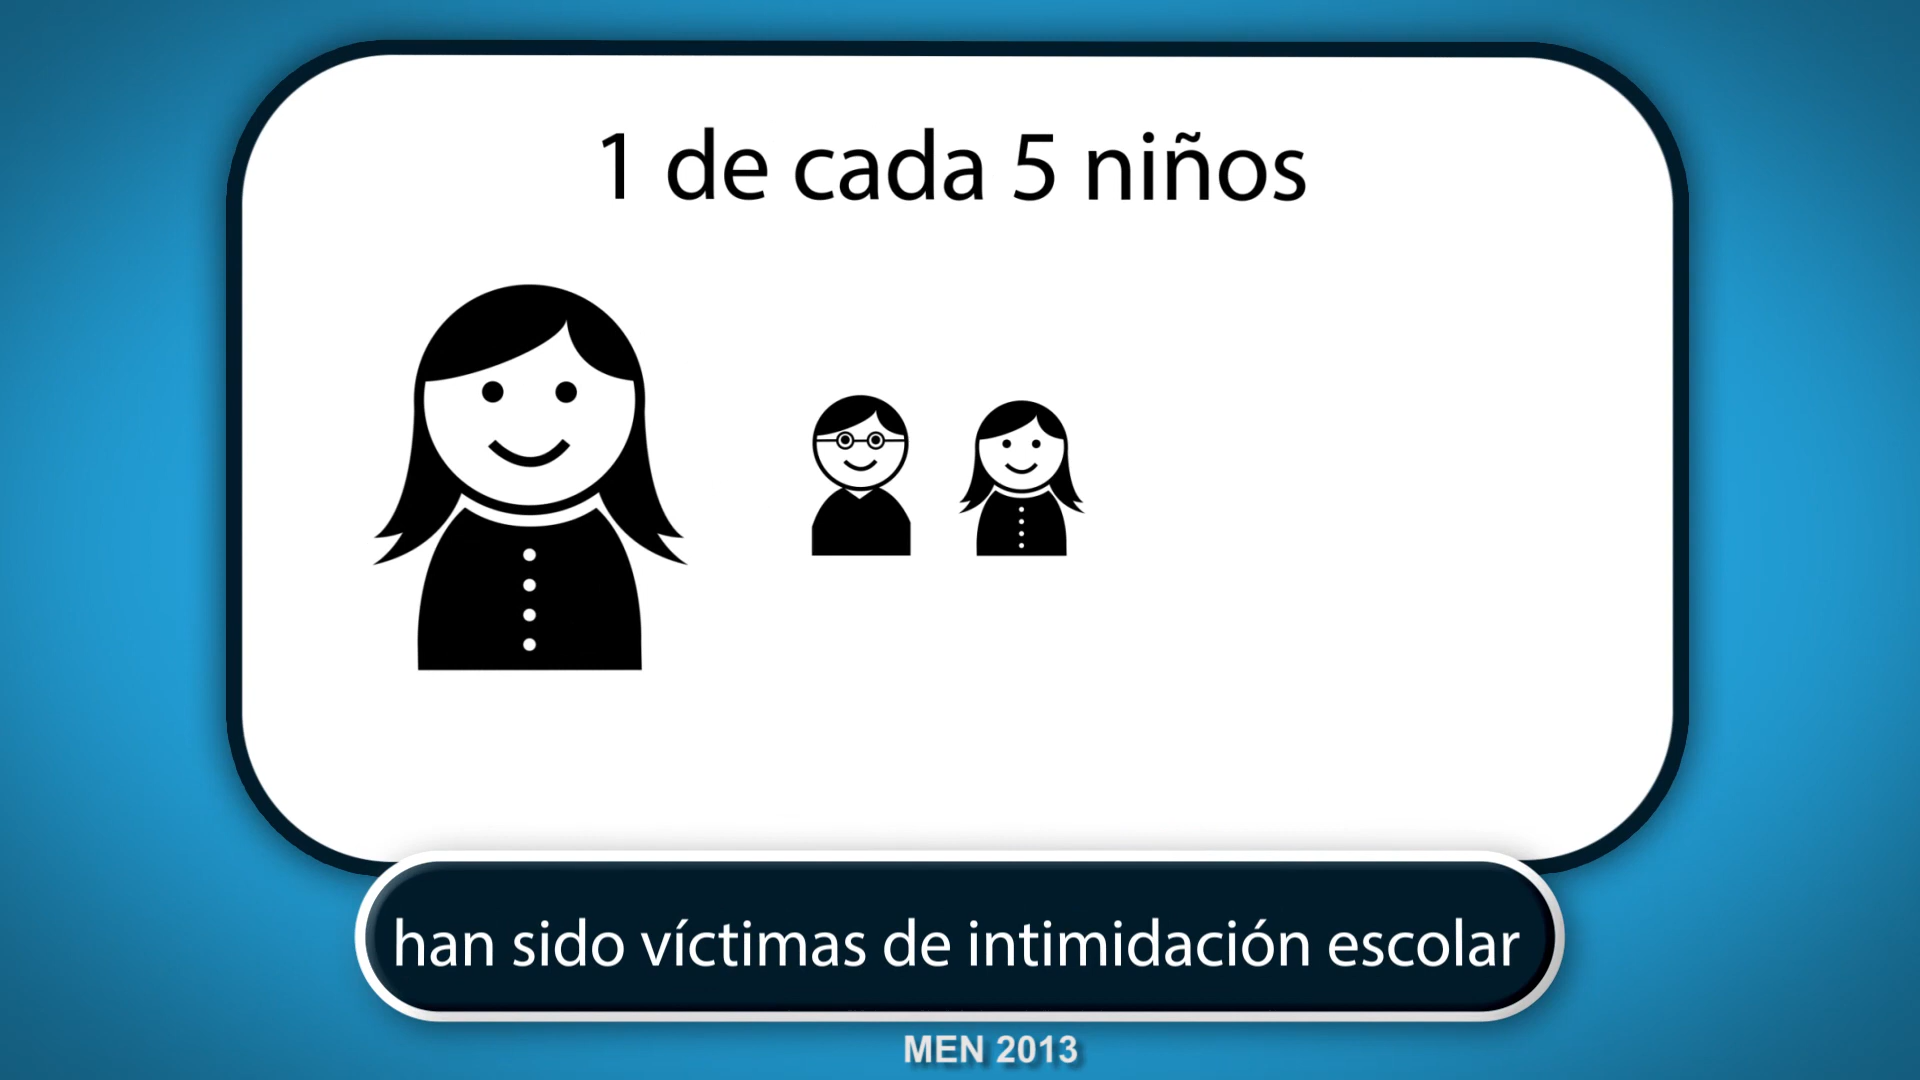 1 de cada 5 niños
han sido víctimas de intimidación escolar
MEN 2013